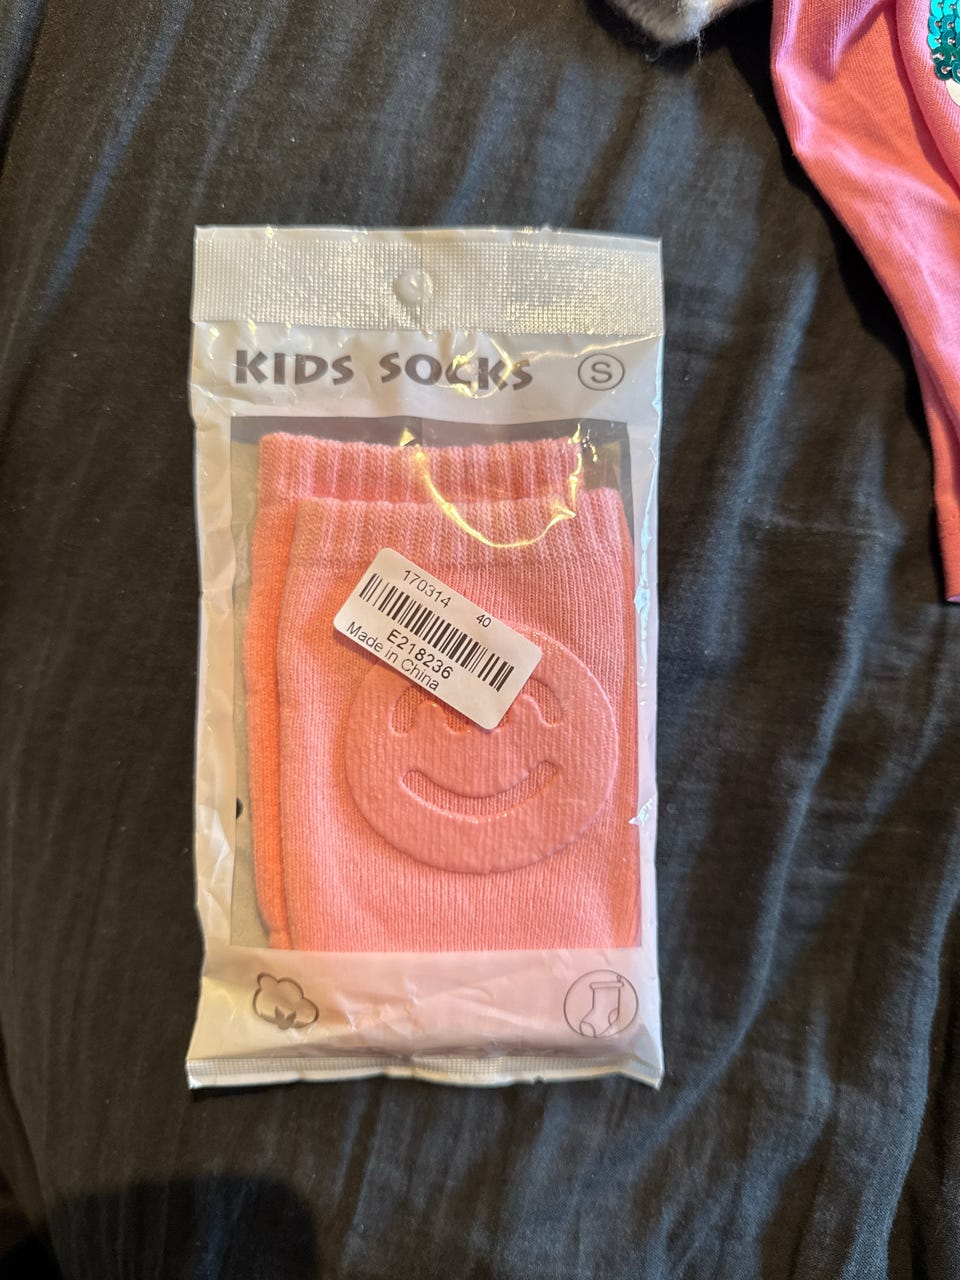 KIDS SOCKS S
170314 40
E218236
Made in China